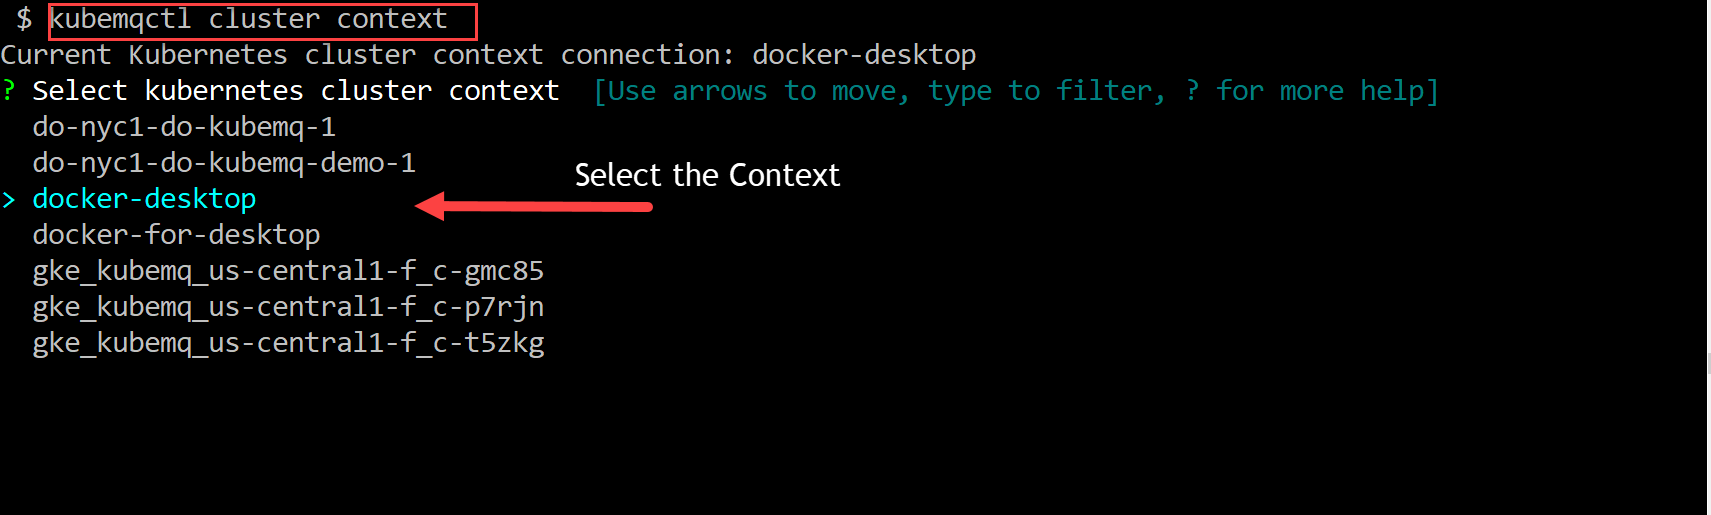 $ kubemqctl cluster context
Current Kubernetes cluster context connection: docker-desktop
? Select kubernetes cluster context  [Use arrows to move, type to filter, ? for more help]
do-nyc1-do-kubemq-1
do-nyc1-do-kubemq-demo-1
Select the Context
> docker-desktop
docker-for-desktop
gke_kubemq_us-central1-f_c-gmc85
gke_kubemq_us-central1-f_c-p7rjn
gke_kubemq_us-central1-f_c-t5zkg